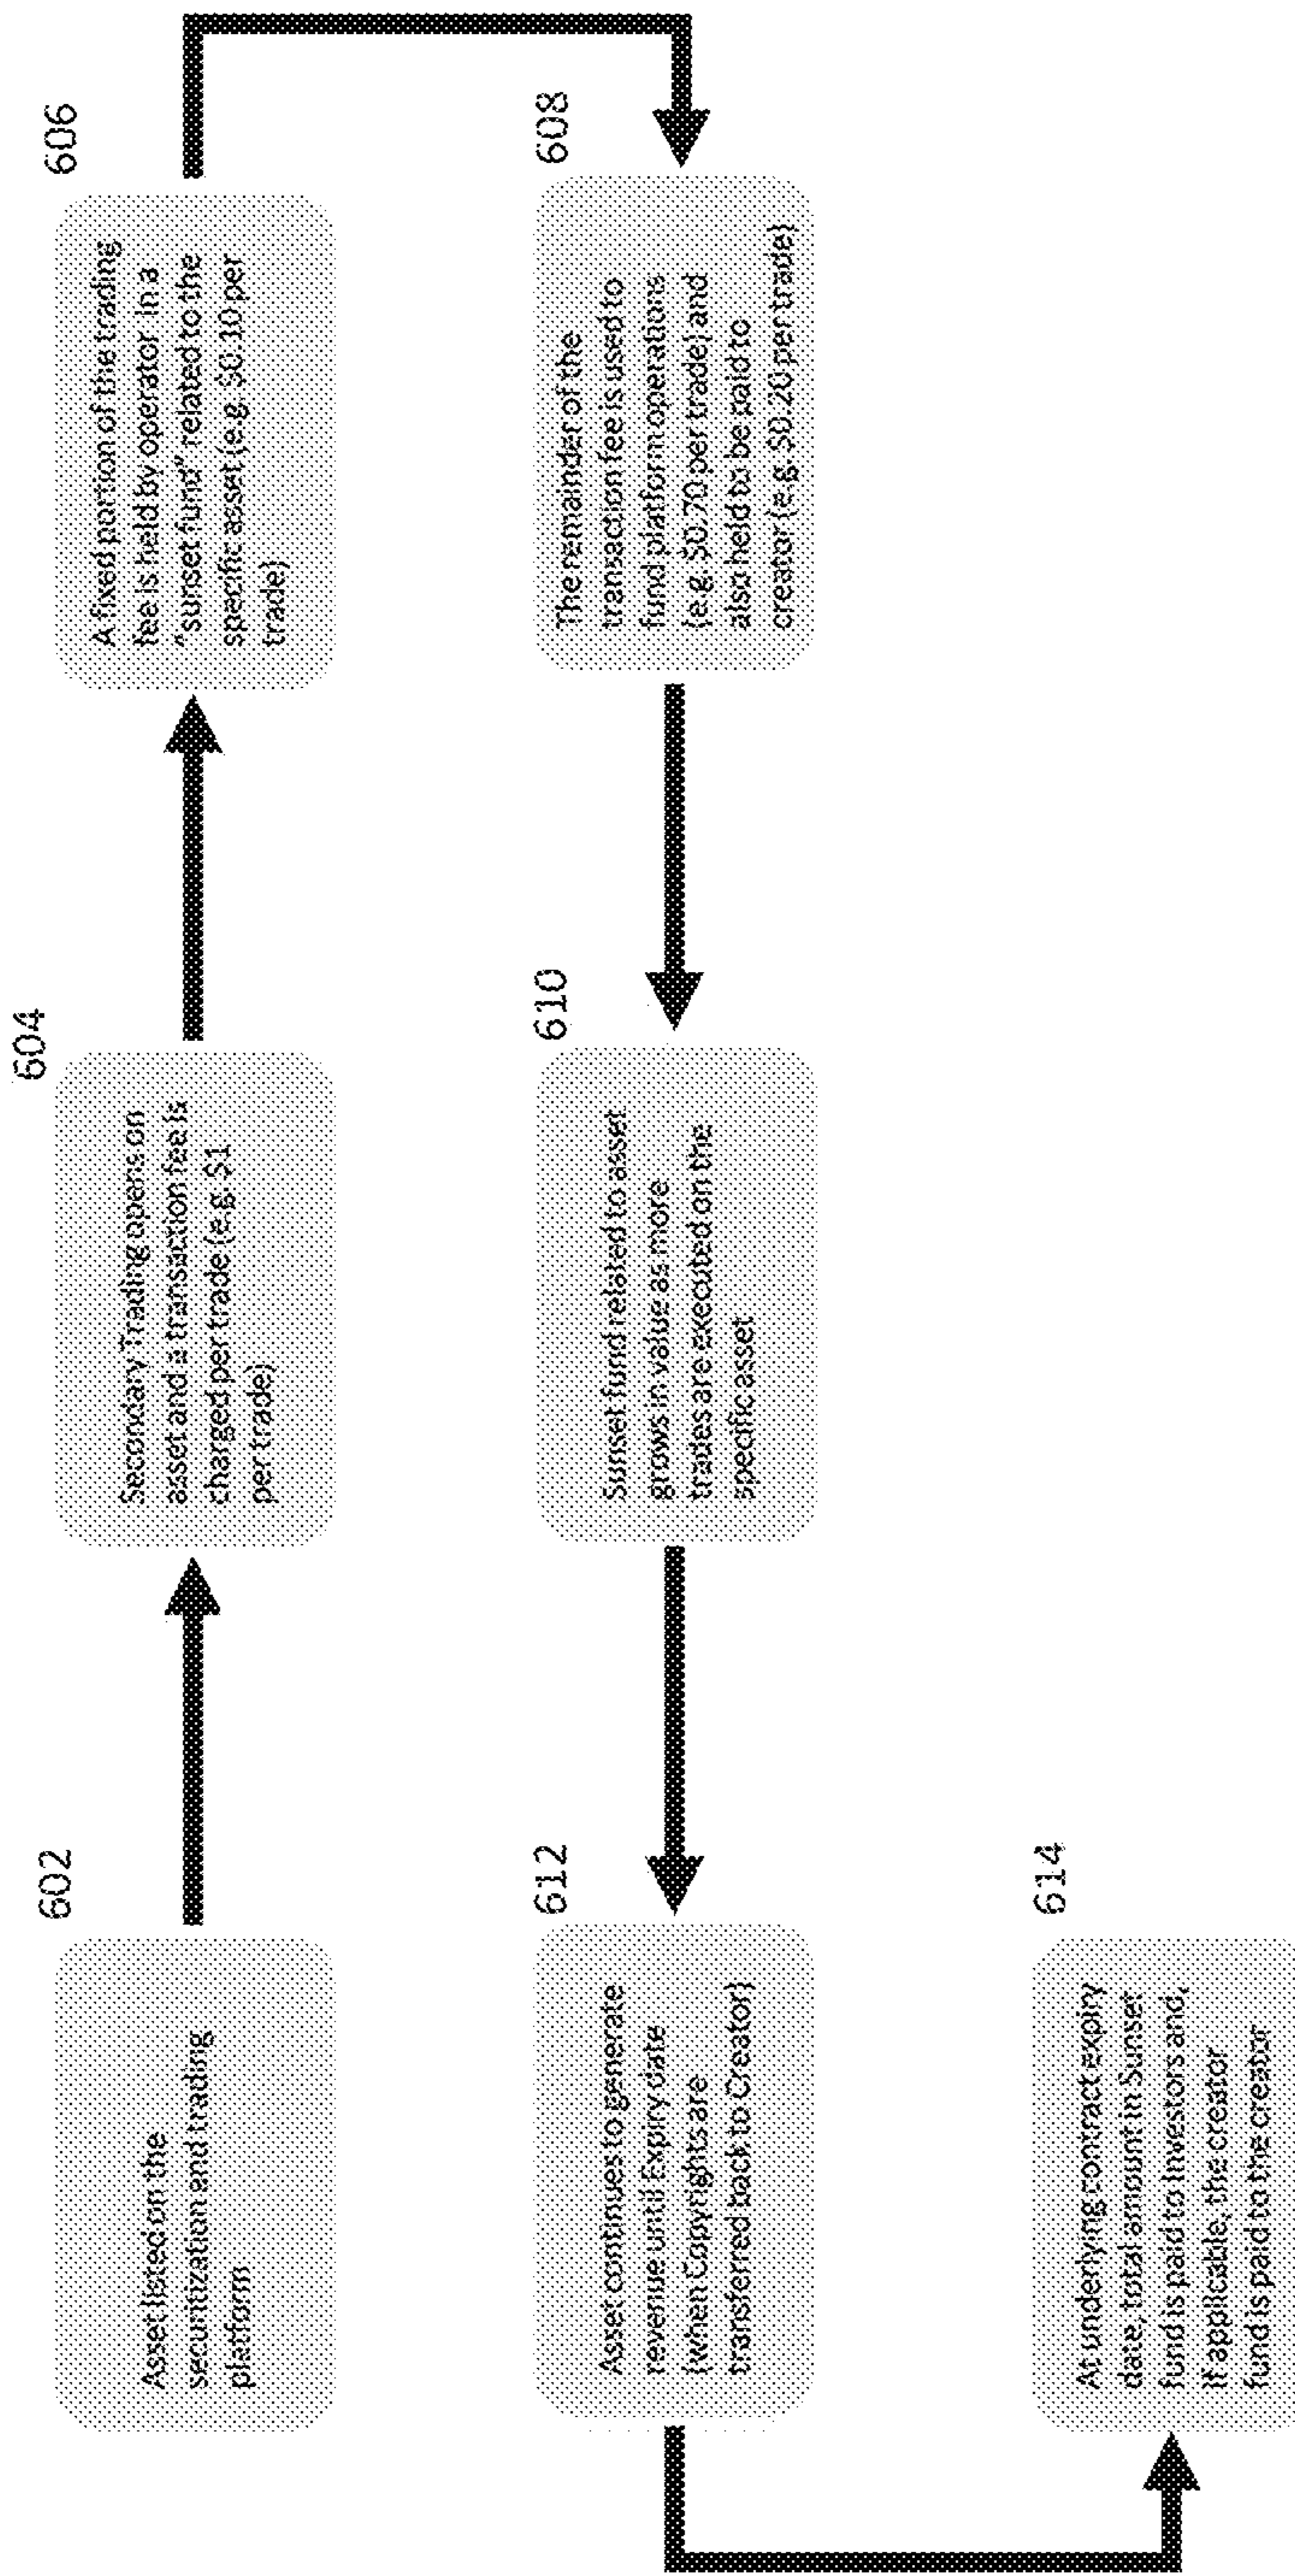 602
Asset listed on the
securitization and trading
platform
604
Secondary Trading opens on
asset and a transaction fee is
charged per trade (e.g. $1
per trade)
606
A fixed portion of the trading
fee is held by operator in a
"sunset fund" related to the
specific asset (e.g. $0.10 per
trade)
608
The remainder of the
transaction fee is used to
fund platform operations
(e.g. $0.70 per trade) and
also held to be paid to
creator (e.g. $0.20 per trade)
610
Sunset fund related to asset
grows in value as more
trades are executed on the
specific asset
612
Asset continues to generate
revenue until Expiry date
(when Copyrights are
transferred back to Creator)
614
At underlying contract expiry
date, total amount in Sunset
fund is paid to Investors and,
if applicable, the creator
fund is paid to the creator